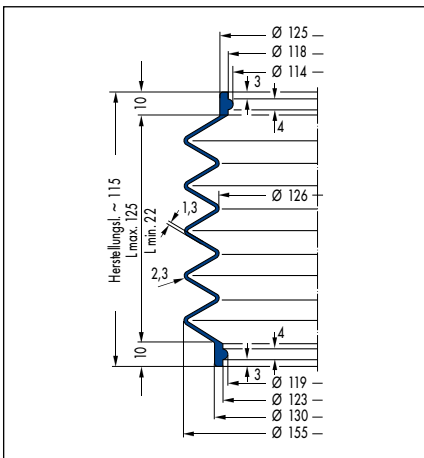 Ø 125
Ø 118
Ø 114
3
10
4
Herstellungsl. ~ 115
L max. 125
L min. 22
1,3
Ø 126
2,3
4
10
3
Ø 119
Ø 123
Ø 130
Ø 155